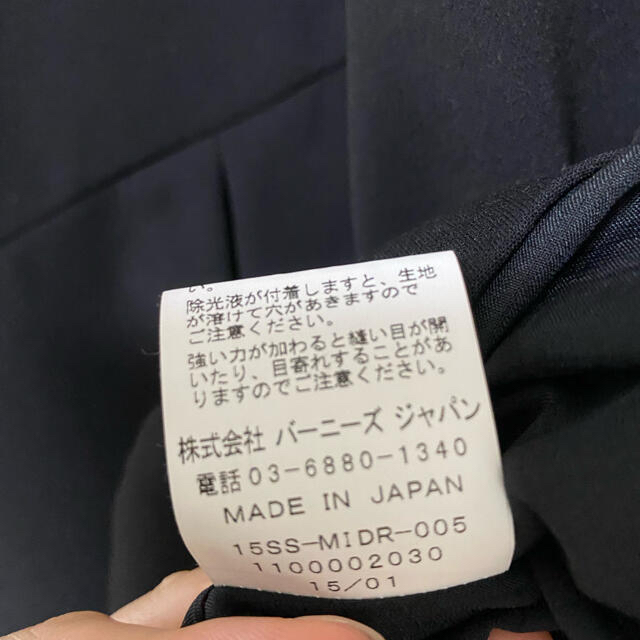 い。
除光液が付着しますと、生地
が溶けて穴があきますので
ご注意ください。
強い力が加わると縫い目が開
いたり、目寄れすることがあ
りますのでご注意ください。
株式会社 バーニーズ ジャパン
電話 03-6880-1340
MADE IN JAPAN
15SS-MIDR-005
1100002030
15/01